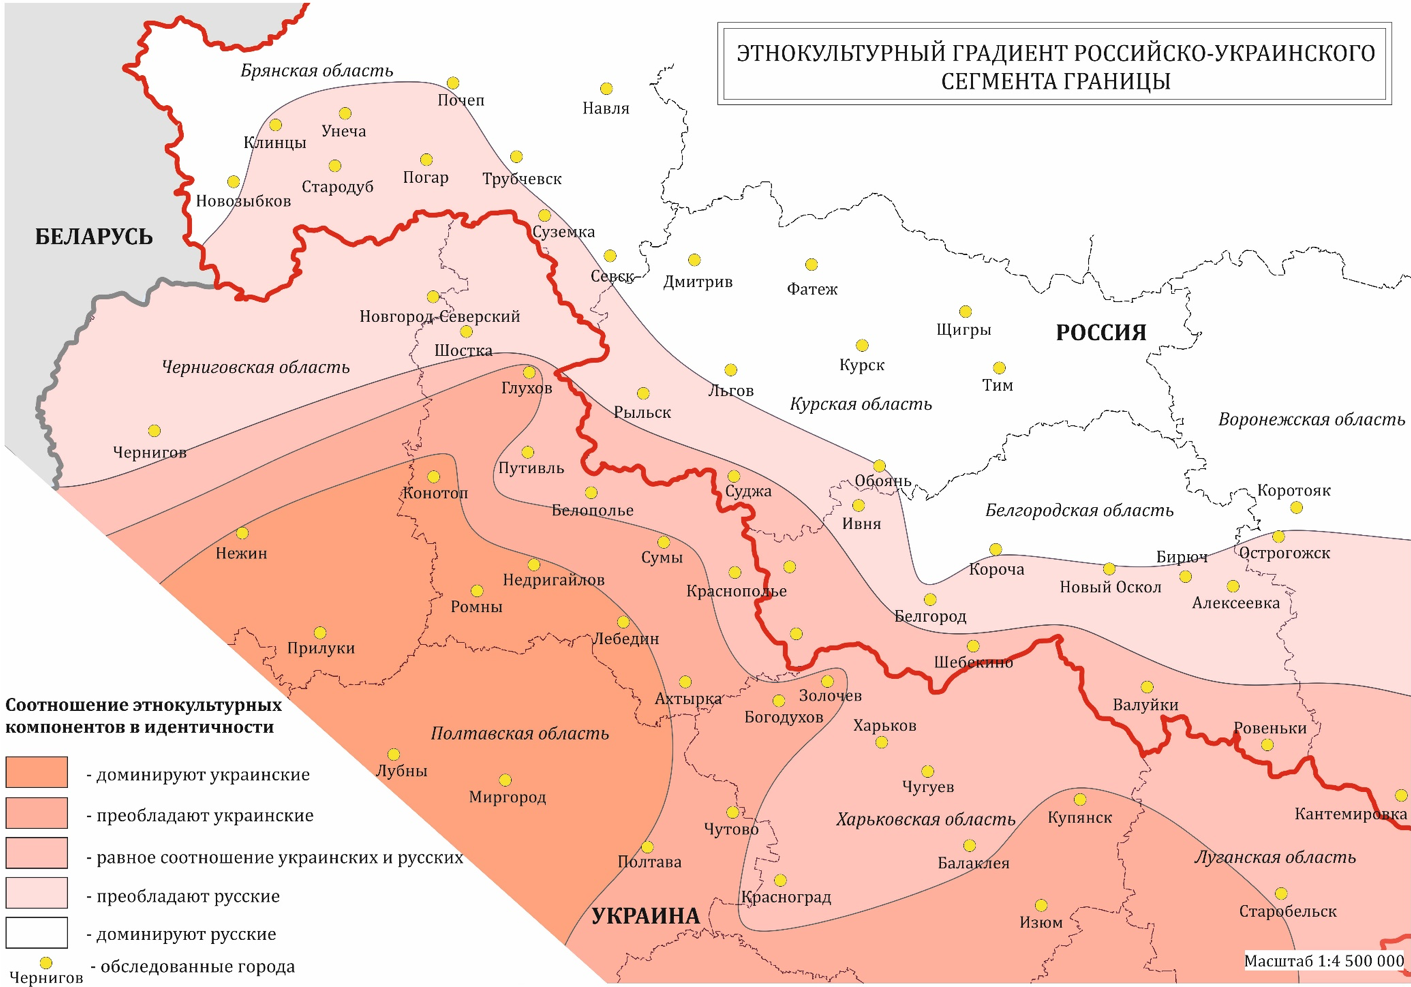 ЭТНОКУЛЬТУРНЫЙ ГРАДИЕНТ РОССИЙСКО-УКРАИНСКОГО
СЕГМЕНТА ГРАНИЦЫ
Брянская область
Почеп
Навля
Унеча
Клинцы
Стародуб
Погар
Трубчевск
Новозыбков
БЕЛАРУСЬ
Суземка
Севск
Дмитрив
Фатеж
Новгород-Северский
Щигры
РОССИЯ
Шостка
Черниговская область
Курск
Тим
Глухов
Льгов
Рыльск
Курская область
Воронежская область
Чернигов
Путивль
Обоянь
Конотоп
Суджа
Коротояк
Белополье
Ивня
Белгородская область
Нежин
Сумы
Острогожск
Бирюч
Короча
Недригайлов
Новый Оскол
Краснополье
Алексеевка
Ромны
Белгород
Лебедин
Прилуки
Шебекино
Ахтырка
Золочев
Валуйки
Богодухов
Харьков
Ровеньки
Полтавская область
Лубны
Чугуев
Миргород
Кантемировка
Харьковская область
Купянск
Чутово
Луганская область
Полтава
Балаклея
Красноград
Старобельск
УКРАИНА
Изюм
Соотношение этнокультурных
компонентов в идентичности
- доминируют украинские
- преобладают украинские
- равное соотношение украинских и русских
- преобладают русские
- доминируют русские
Чернигов - обследованные города
Масштаб 1:4 500 000